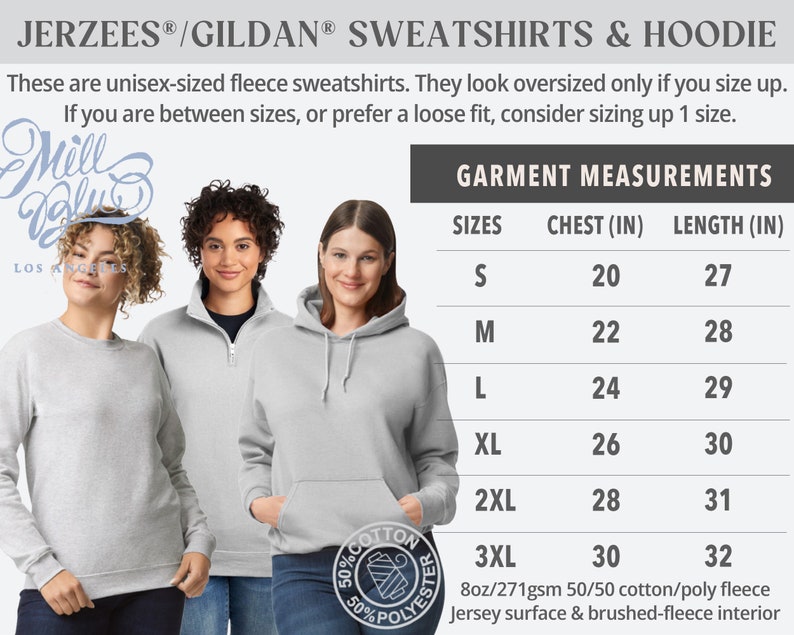 JERZEES®/GILDAN® SWEATSHIRTS & HOODIE
These are unisex-sized fleece sweatshirts. They look oversized only if you size up.
If you are between sizes, or prefer a loose fit, consider sizing up 1 size.
Mill
Blu
LOS ANGELES
GARMENT MEASUREMENTS
SIZES CHEST (IN) LENGTH (IN)
S 20 27
M 22 28
L 24 29
XL 26 30
2XL 28 31
3XL 30 32
50% COTTON
50% POLYESTER
8oz/271gsm 50/50 cotton/poly fleece
Jersey surface & brushed-fleece interior